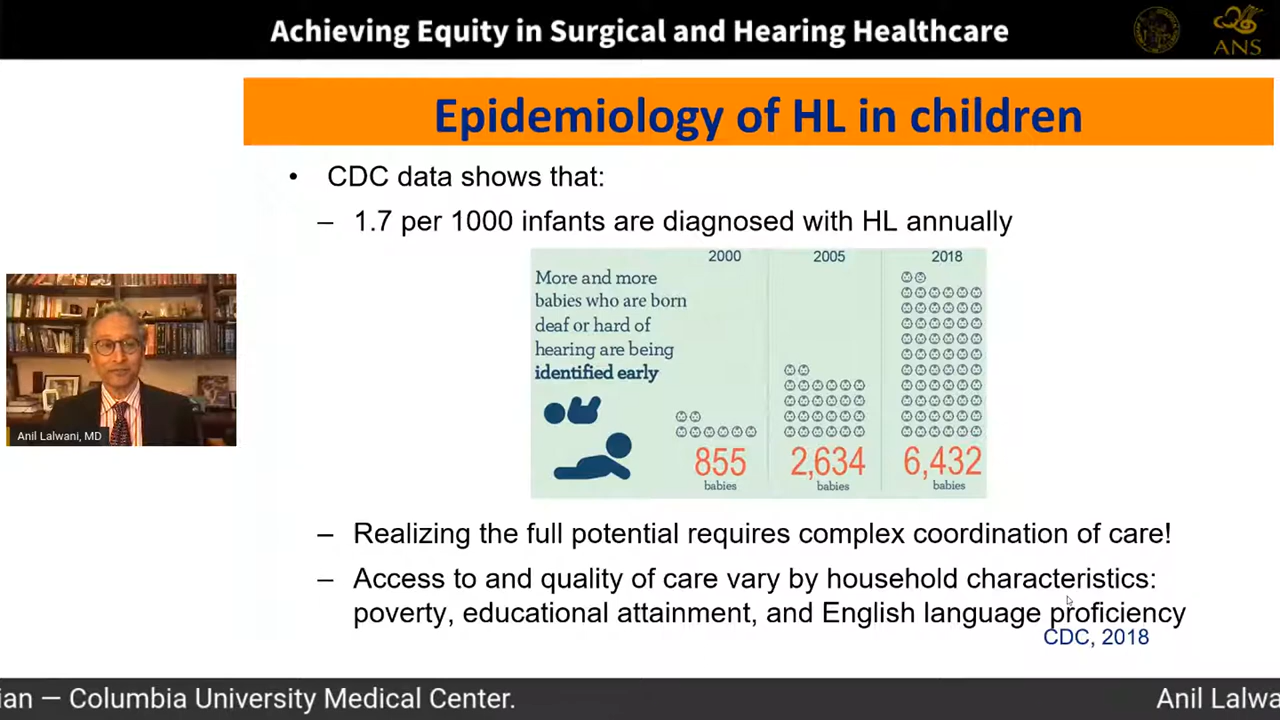 Achieving Equity in Surgical and Hearing Healthcare
ANS
Epidemiology of HL in children
• CDC data shows that:
– 1.7 per 1000 infants are diagnosed with HL annually
More and more
babies who are born
deaf or hard of
hearing are being
identified early
2000
855
babies
2005
2,634
babies
2018
6,432
babies
– Realizing the full potential requires complex coordination of care!
– Access to and quality of care vary by household characteristics:
poverty, educational attainment, and English language proficiency
CDC, 2018
Anil Lalwani, MD
ian — Columbia University Medical Center.
Anil Lalwa